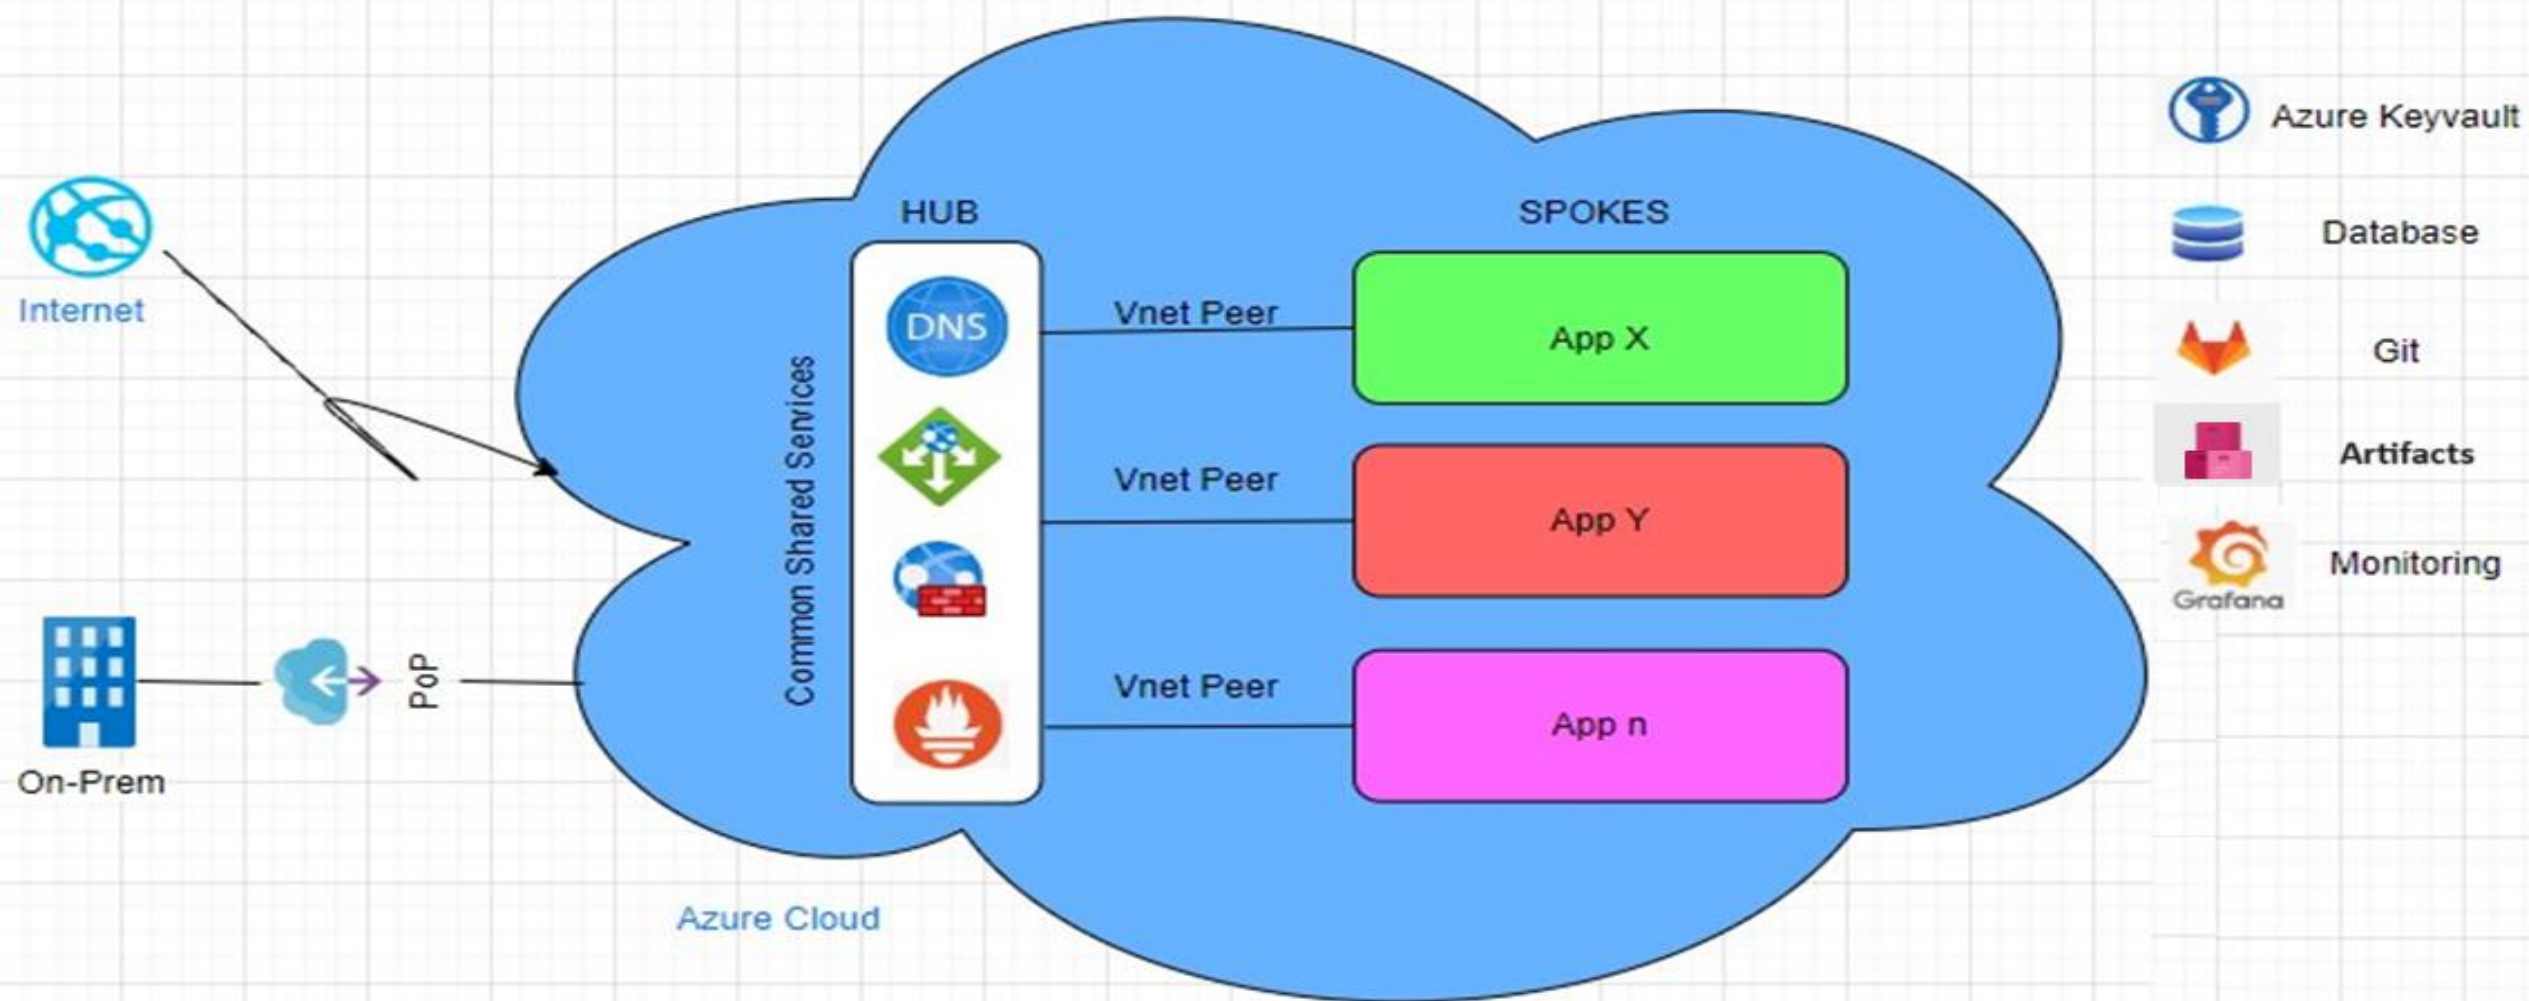 Internet
On-Prem
PoP
Azure Cloud
HUB
Common Shared Services
DNS
Vnet Peer
Vnet Peer
Vnet Peer
SPOKES
App X
App Y
App n
Azure Keyvault
Database
Git
Artifacts
Monitoring
Grafana